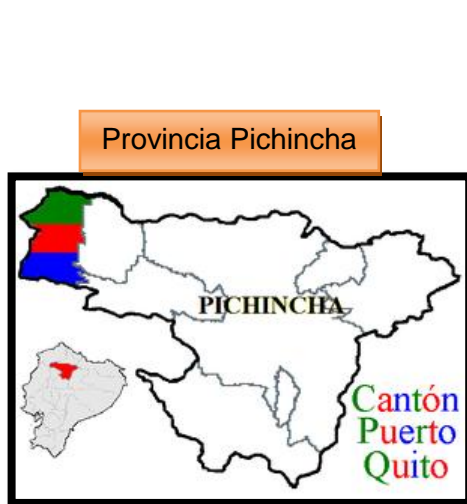 Provincia Pichincha
PICHINCHA
Cantón
Puerto
Quito